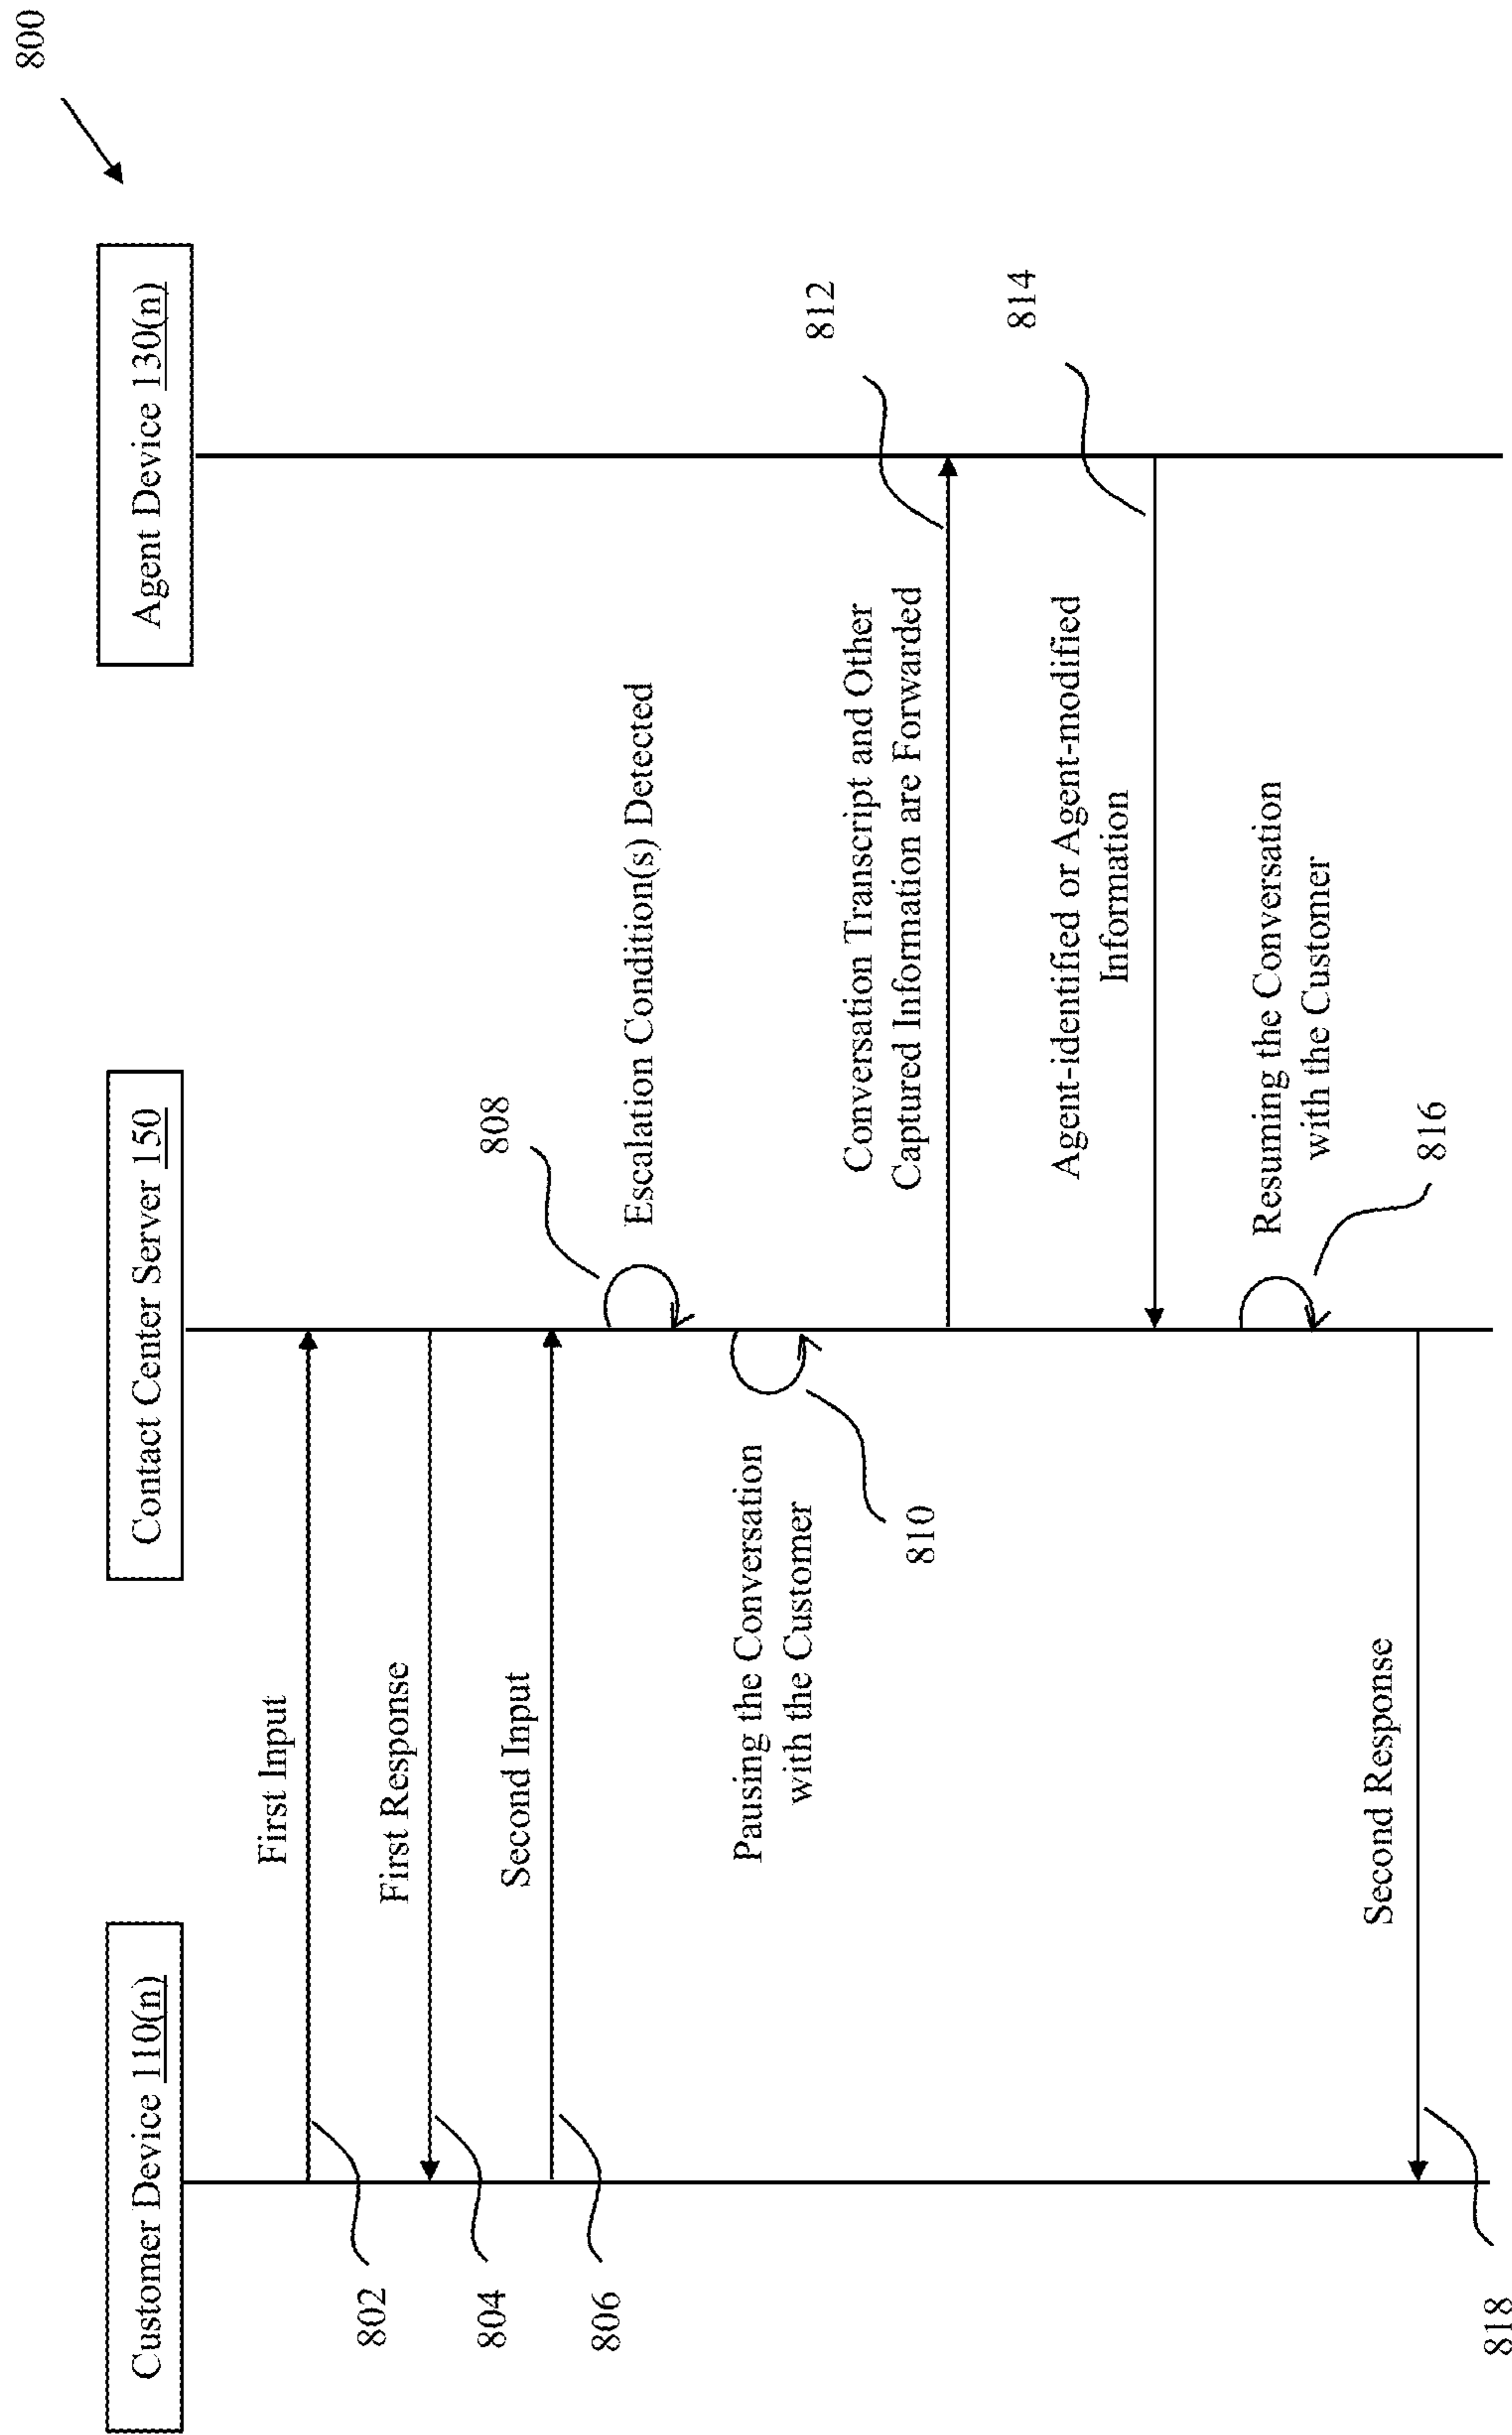 800
Customer Device 110(n)
Contact Center Server 150
Agent Device 130(n)
First Input
802
First Response
804
Second Input
806
808
Escalation Condition(s) Detected
Pausing the Conversation
with the Customer
810
Conversation Transcript and Other
Captured Information are Forwarded
812
Agent-identified or Agent-modified
Information
814
Resuming the Conversation
with the Customer
816
Second Response
818